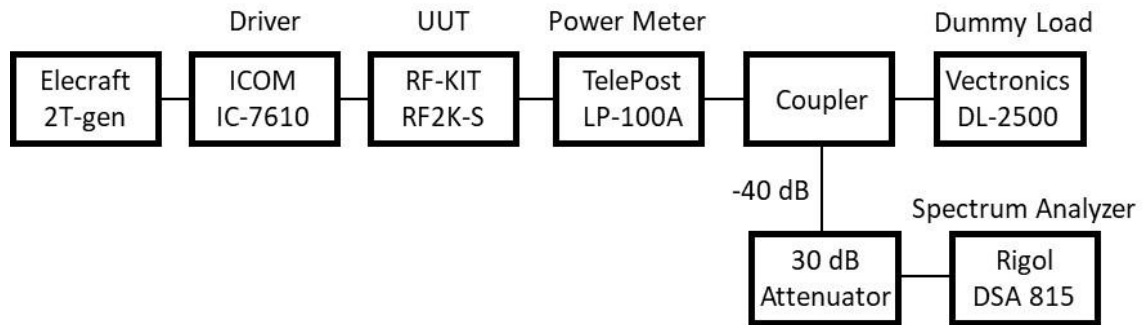 Driver
UUT
Power Meter
Dummy Load
Elecraft
2T-gen
ICOM
IC-7610
RF-KIT
RF2K-S
TelePost
LP-100A
Coupler
Vectronics
DL-2500
-40 dB
Spectrum Analyzer
30 dB
Attenuator
Rigol
DSA 815